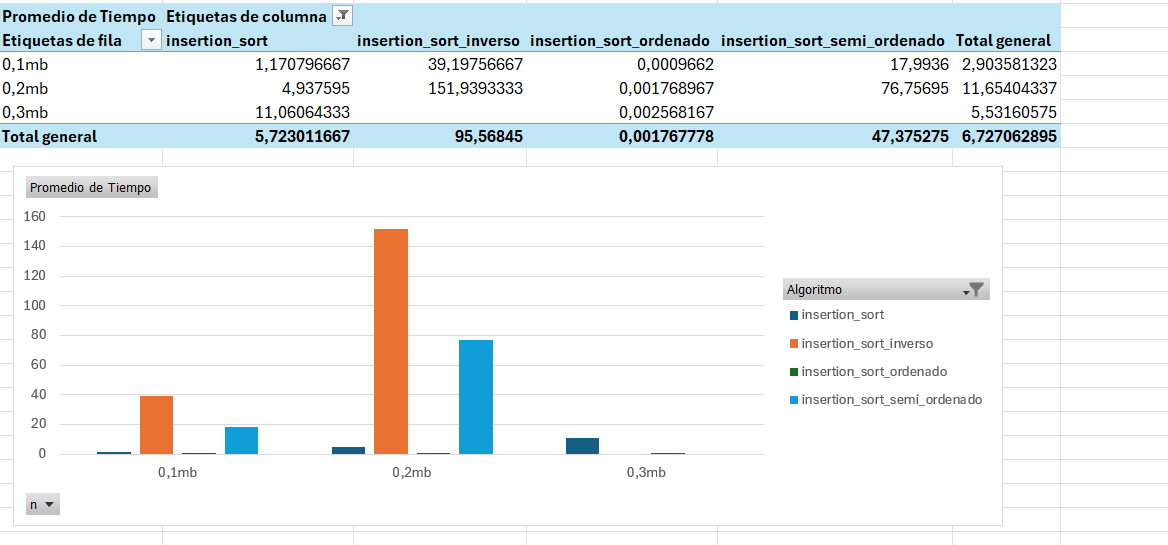 Promedio de Tiempo Etiquetas de columna
Etiquetas de fila insertion_sort insertion_sort_inverso insertion_sort_ordenado insertion_sort_semi_ordenado Total general
0,1mb 1,170796667 39,19756667 0,0009662 17,9936 2,903581323
0,2mb 4,937595 151,9393333 0,001768967 76,75695 11,65404337
0,3mb 11,06064333 0,002568167 5,53160575
Total general 5,723011667 95,56845 0,001767778 47,375275 6,727062895
Promedio de Tiempo
160
140
120
100
80
60
40
20
0
0,1mb 0,2mb 0,3mb
Algoritmo
insertion_sort
insertion_sort_inverso
insertion_sort_ordenado
insertion_sort_semi_ordenado
n